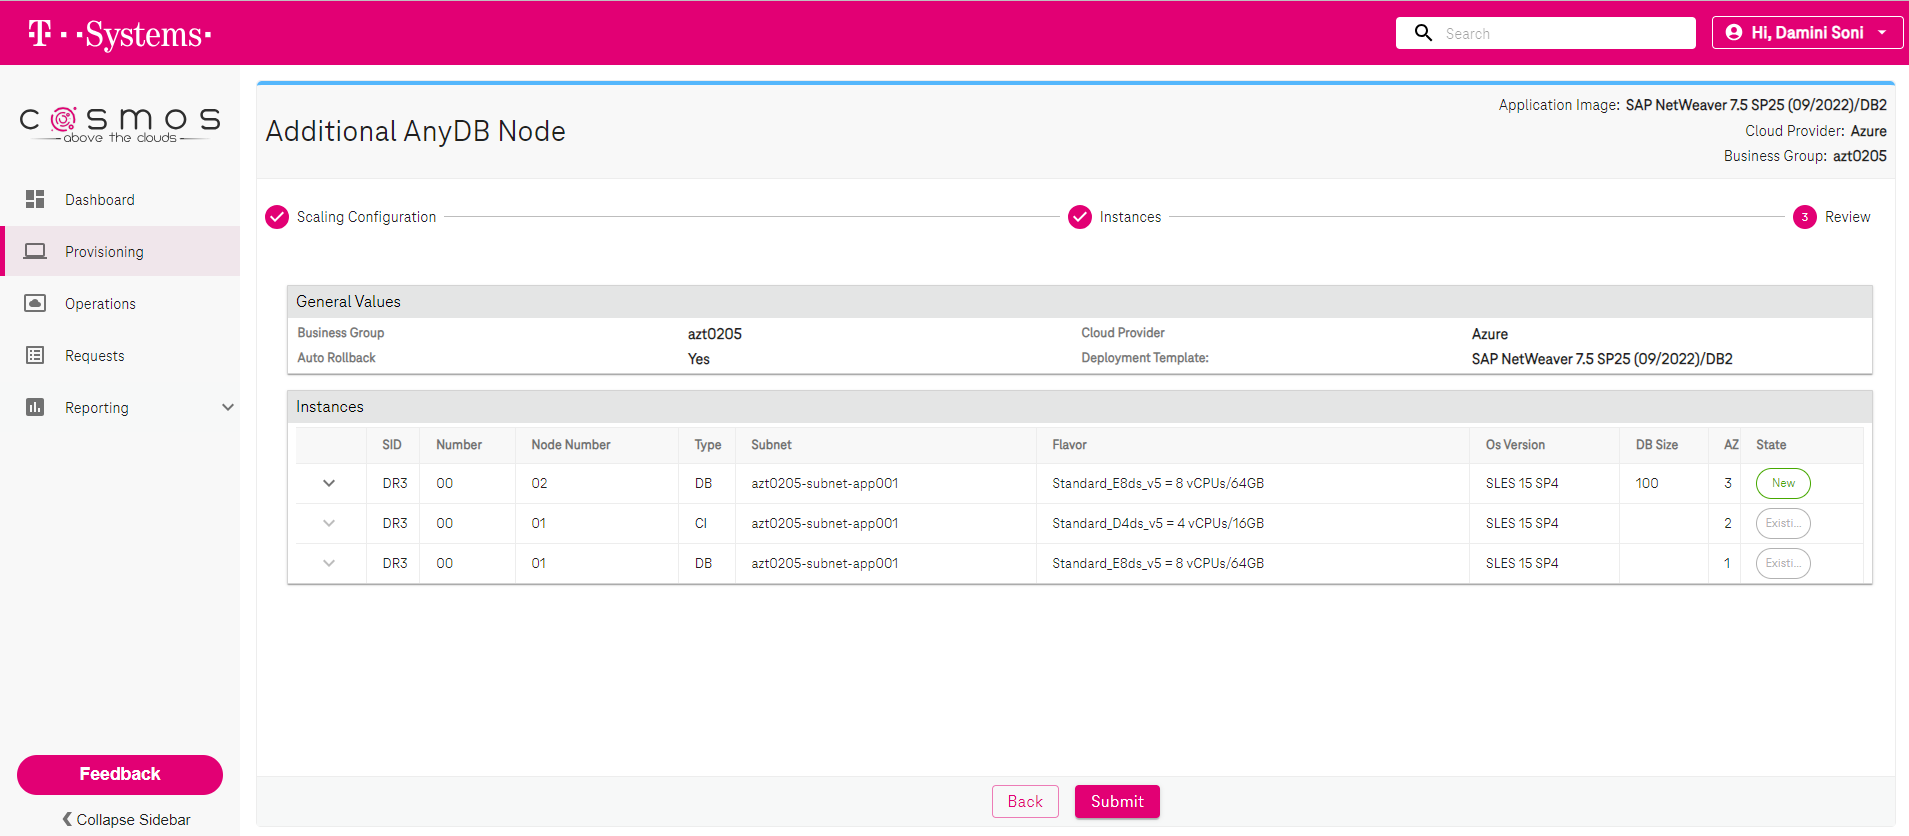 T··Systems·
Search
Hi, Damini Soni
cosmos
above the clouds
Dashboard
Provisioning
Operations
Requests
Reporting
Feedback
Collapse Sidebar
Additional AnyDB Node
Application Image: SAP NetWeaver 7.5 SP25 (09/2022)/DB2
Cloud Provider: Azure
Business Group: azt0205
Scaling Configuration
Instances
3 Review
General Values
Business Group azt0205 Cloud Provider Azure
Auto Rollback Yes Deployment Template: SAP NetWeaver 7.5 SP25 (09/2022)/DB2
Instances
SID Number Node Number Type Subnet Flavor Os Version DB Size AZ State
DR3 00 02 DB azt0205-subnet-app001 Standard_E8ds_v5 = 8 vCPUs/64GB SLES 15 SP4 100 3 New
DR3 00 01 CI azt0205-subnet-app001 Standard_D4ds_v5 = 4 vCPUs/16GB SLES 15 SP4 2 Existi...
DR3 00 01 DB azt0205-subnet-app001 Standard_E8ds_v5 = 8 vCPUs/64GB SLES 15 SP4 1 Existi...
Back
Submit